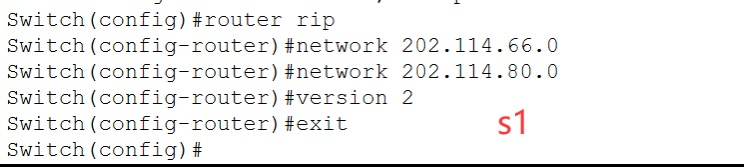 Switch(config)#router rip
Switch(config-router)#network 202.114.66.0
Switch(config-router)#network 202.114.80.0
Switch(config-router)#version 2
Switch(config-router)#exit
s1
Switch(config)#